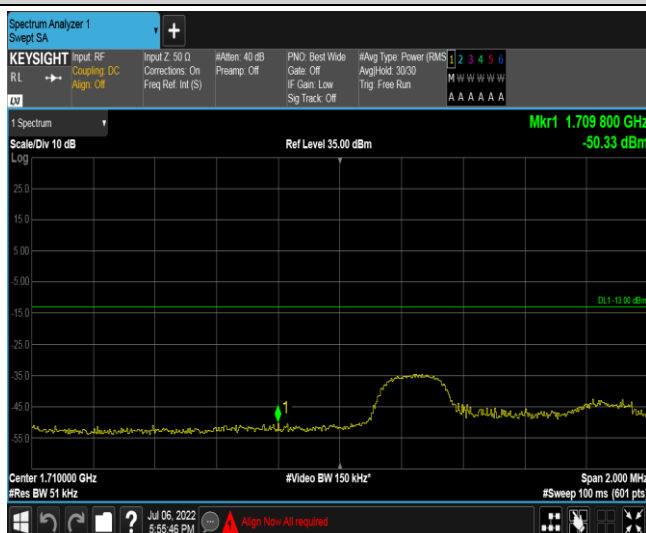 Spectrum Analyzer 1
Swept SA
+
KEYSIGHT
RL
LXI
Input: RF
Coupling: DC
Align: Off
Input Z: 50 Ω
Corrections: On
Freq Ref: Int (S)
#Atten: 40 dB
Preamp: Off
PNO: Best Wide
Gate: Off
IF Gain: Low
Sig Track: Off
#Avg Type: Power (RMS
Avg|Hold: 30/30
Trig: Free Run
1 2 3 4 5 6
M W W W W W
A A A A A A
1 Spectrum
Scale/Div 10 dB
Ref Level 35.00 dBm
Mkr1 1.709 800 GHz
-50.33 dBm
Log
25.0
15.0
5.00
-5.00
DL1 -13.00 dBm
-15.0
-25.0
-35.0
-45.0
1
-55.0
Center 1.710000 GHz
#Res BW 51 kHz
#Video BW 150 kHz*
Span 2.000 MHz
#Sweep 100 ms (601 pts)
?
Jul 06, 2022
5:55:46 PM
Align Now All required